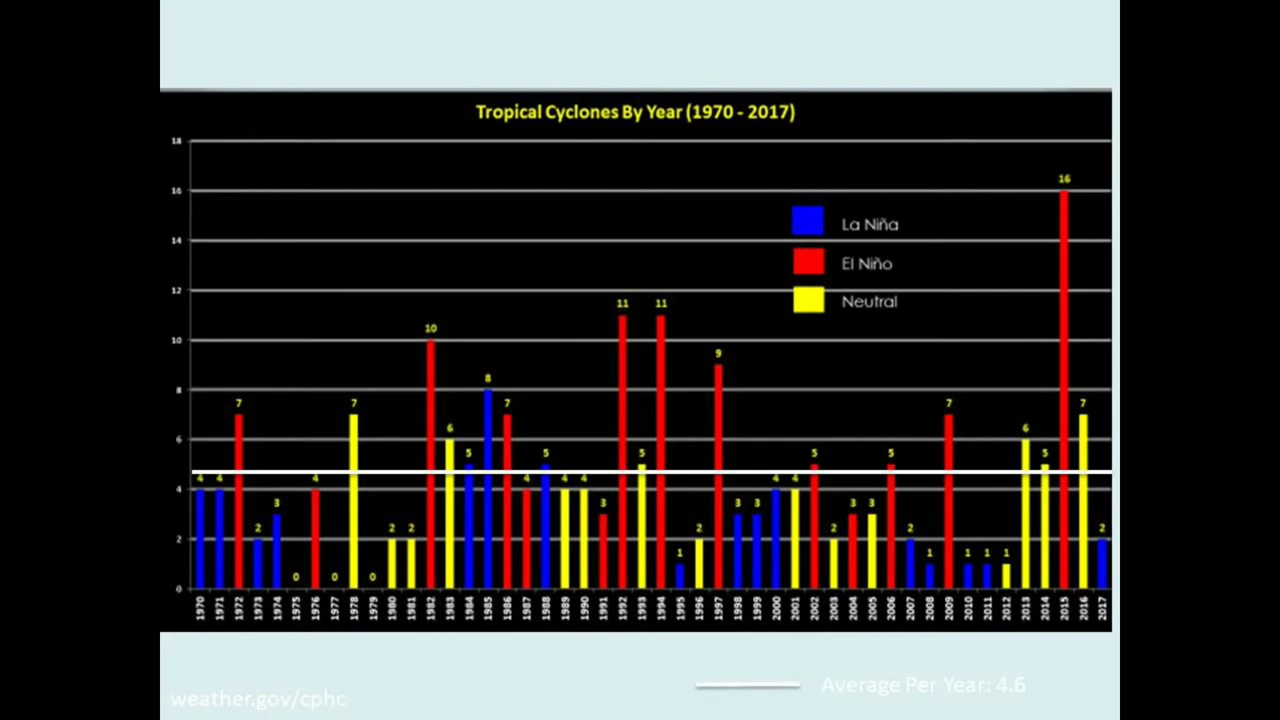 Tropical Cyclones By Year (1970 - 2017)
18
16
14
12
10
8
6
4
2
0
La Niña
El Niño
Neutral
4 4 7 2 3 0 4 0 7 0 2 2 10 6 5 8 7 4 5 4 4 3 11 5 11 1 2 9 3 3 4 4 5 2 3 3 5 2 1 7 1 1 1 6 5 16 7 2
1970 1971 1972 1973 1974 1975 1976 1977 1978 1979 1980 1981 1982 1983 1984 1985 1986 1987 1988 1989 1990 1991 1992 1993 1994 1995 1996 1997 1998 1999 2000 2001 2002 2003 2004 2005 2006 2007 2008 2009 2010 2011 2012 2013 2014 2015 2016 2017
Average Per Year: 4.6
weather.gov/cphc